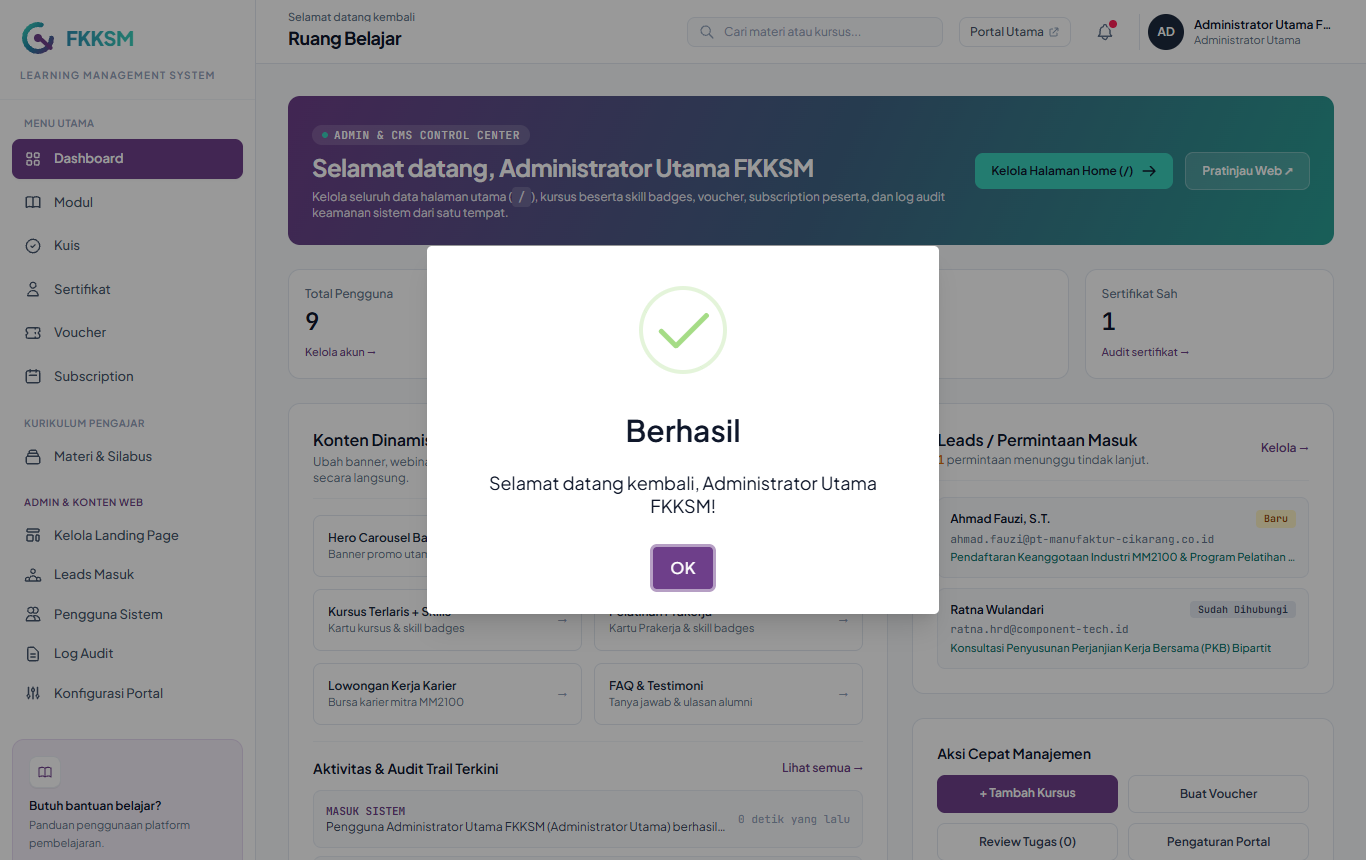 FKKSM
LEARNING MANAGEMENT SYSTEM
MENU UTAMA
Dashboard
Modul
Kuis
Sertifikat
Voucher
Subscription
KURIKULUM PENGAJAR
Materi & Silabus
ADMIN & KONTEN WEB
Kelola Landing Page
Leads Masuk
Pengguna Sistem
Log Audit
Konfigurasi Portal
Butuh bantuan belajar?
Panduan penggunaan platform
pembelajaran.
Selamat datang kembali
Ruang Belajar
Cari materi atau kursus...
Portal Utama
AD
Administrator Utama F...
Administrator Utama
ADMIN & CMS CONTROL CENTER
Selamat datang, Administrator Utama FKKSM
Kelola seluruh data halaman utama ( / ), kursus beserta skill badges, voucher, subscription peserta, dan log audit
keamanan sistem dari satu tempat.
Kelola Halaman Home (/) →
Pratinjau Web ↗
Total Pengguna
9
Kelola akun →
Sertifikat Sah
1
Audit sertifikat →
Berhasil
Selamat datang kembali, Administrator Utama
FKKSM!
OK
Konten Dinamis
Ubah banner, webina
secara langsung.
Hero Carousel Ba
Banner promo utam
Kursus Terlaris + Skills
Kartu kursus & skill badges
→
Pelatihan Prakerja
Kartu Prakerja & skill badges
→
Lowongan Kerja Karier
Bursa karier mitra MM2100
→
FAQ & Testimoni
Tanya jawab & ulasan alumni
→
Aktivitas & Audit Trail Terkini
Lihat semua →
MASUK SISTEM
Pengguna Administrator Utama FKKSM (Administrator Utama) berhasil...
0 detik yang lalu
Leads / Permintaan Masuk
1 permintaan menunggu tindak lanjut.
Kelola →
Ahmad Fauzi, S.T.
Baru
ahmad.fauzi@pt-manufaktur-cikarang.co.id
Pendaftaran Keanggotaan Industri MM2100 & Program Pelatihan ...
Ratna Wulandari
Sudah Dihubungi
ratna.hrd@component-tech.id
Konsultasi Penyusunan Perjanjian Kerja Bersama (PKB) Bipartit
Aksi Cepat Manajemen
+ Tambah Kursus
Buat Voucher
Review Tugas (0)
Pengaturan Portal